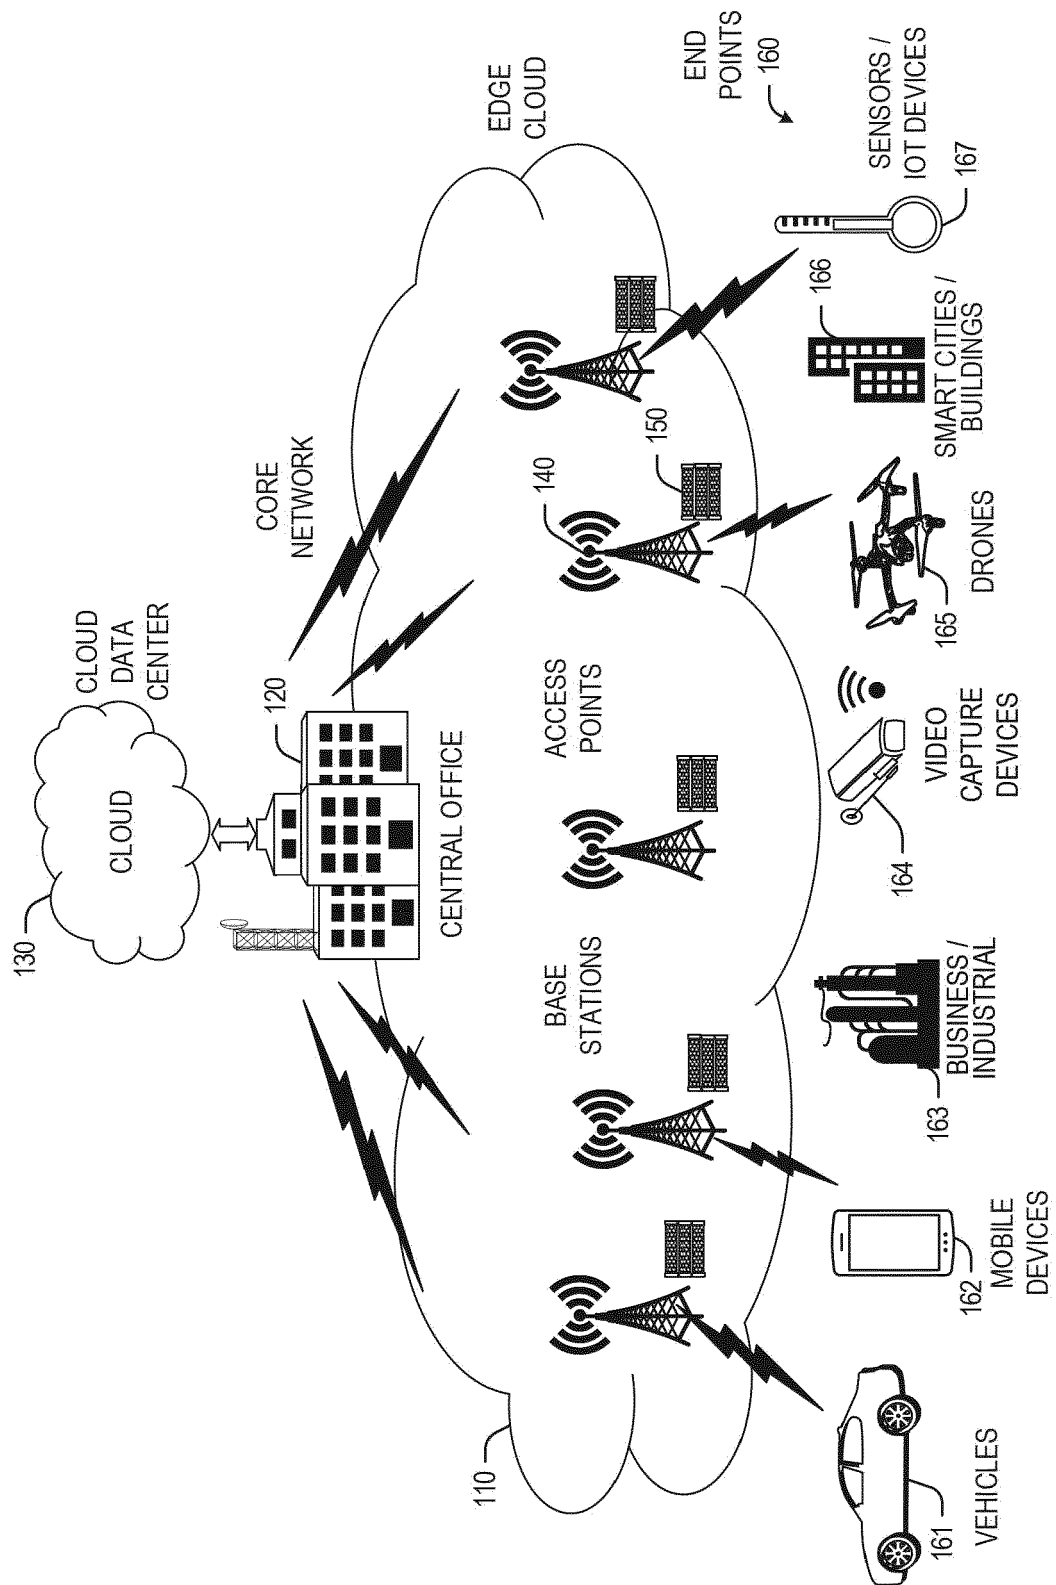 130
CLOUD
CLOUD
DATA
CENTER
120
CENTRAL OFFICE
CORE
NETWORK
EDGE
CLOUD
110
BASE
STATIONS
ACCESS
POINTS
140
150
END
POINTS
160
161
VEHICLES
162
MOBILE
DEVICES
163
BUSINESS /
INDUSTRIAL
164
VIDEO
CAPTURE
DEVICES
165
DRONES
166
SMART CITIES /
BUILDINGS
SENSORS /
IOT DEVICES
167